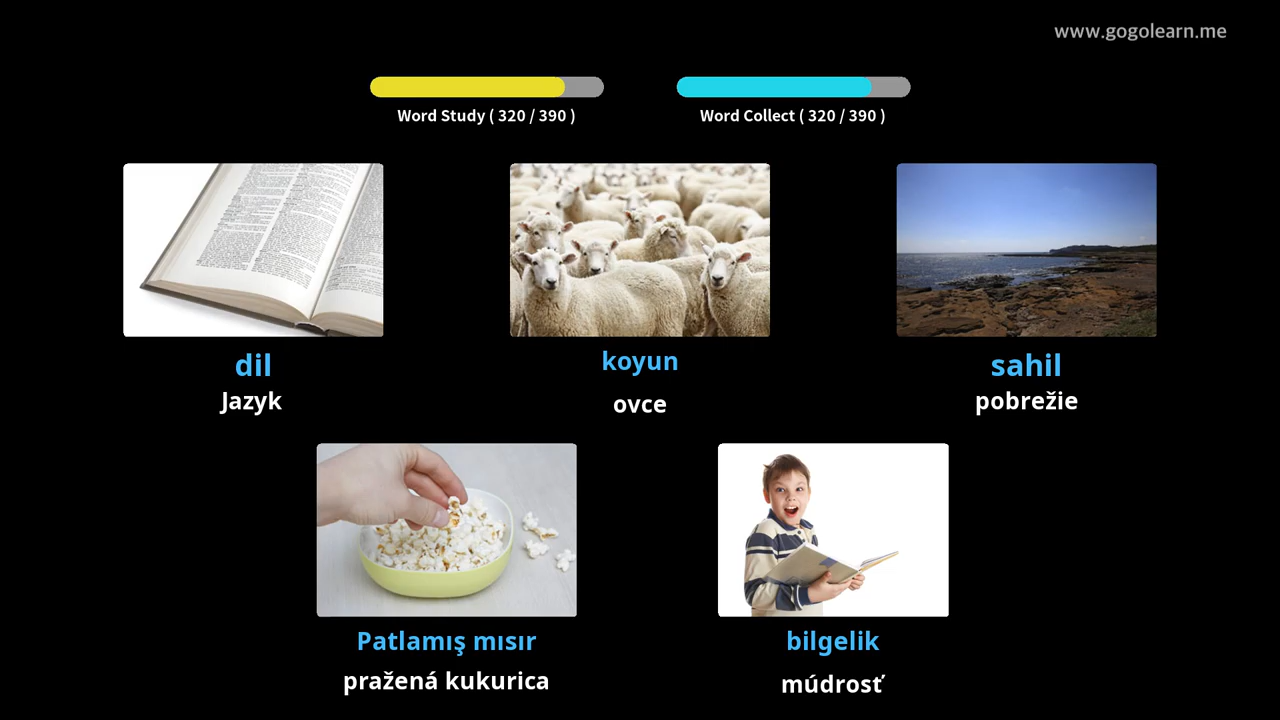 www.gogolearn.me
Word Study ( 320 / 390 )
Word Collect ( 320 / 390 )
dil
Jazyk
koyun
ovce
sahil
pobrežie
Patlamış mısır
pražená kukurica
bilgelik
múdrosť